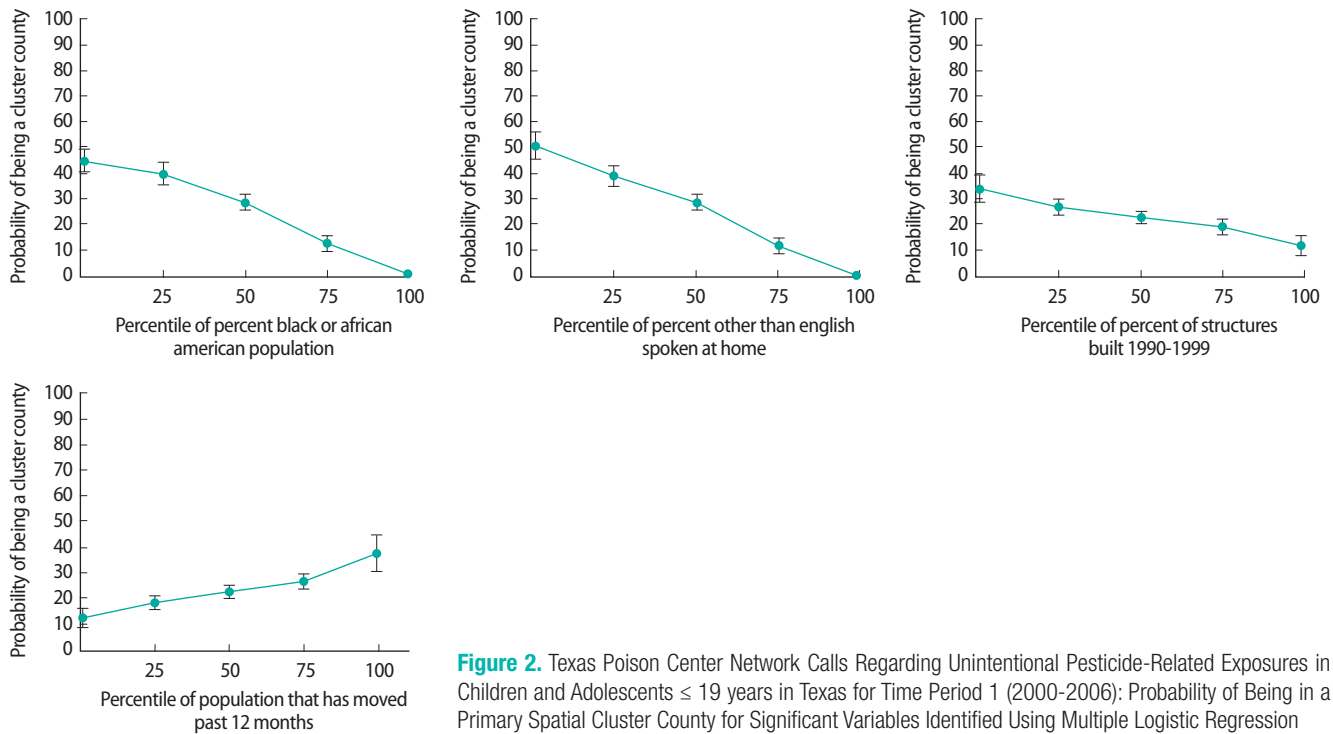 Probability of being a cluster county
100
90
80
70
60
50
40
30
20
10
0
25 50 75 100
Percentile of percent black or african
american population
Probability of being a cluster county
100
90
80
70
60
50
40
30
20
10
0
25 50 75 100
Percentile of percent other than english
spoken at home
Probability of being a cluster county
100
90
80
70
60
50
40
30
20
10
0
25 50 75 100
Percentile of percent of structures
built 1990-1999
Probability of being a cluster county
100
90
80
70
60
50
40
30
20
10
0
25 50 75 100
Percentile of population that has moved
past 12 months
Figure 2. Texas Poison Center Network Calls Regarding Unintentional Pesticide-Related Exposures in
Children and Adolescents ≤ 19 years in Texas for Time Period 1 (2000-2006): Probability of Being in a
Primary Spatial Cluster County for Significant Variables Identified Using Multiple Logistic Regression